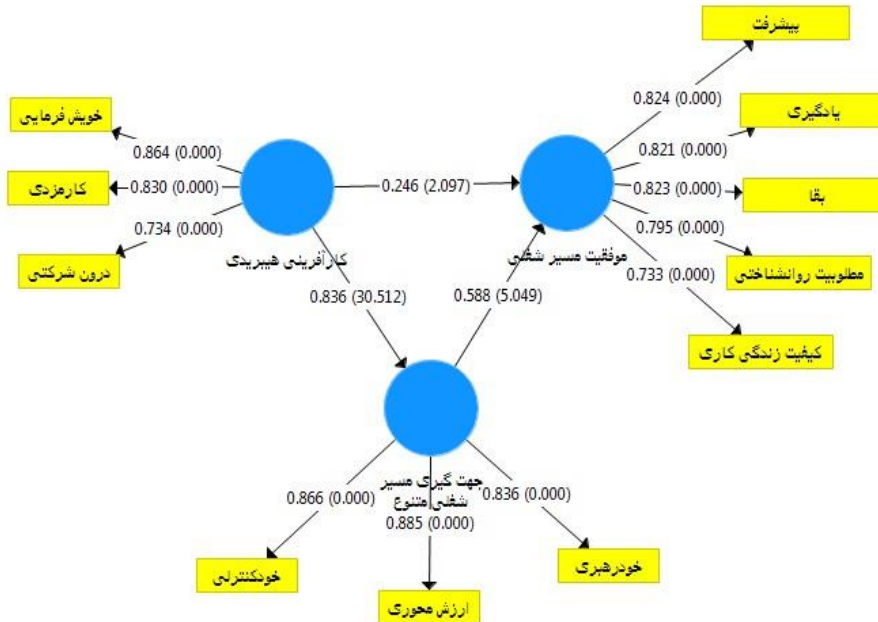 پیشرفت
0.824 (0.000)
یادگیری
0.821 (0.000)
بقا
0.823 (0.000)
مطلوبیت روانشناختی
0.795 (0.000)
کیفیت زندگی کاری
0.733 (0.000)
موفقیت مسیر شغلی
خویش فرمایی
0.864 (0.000)
کارمزدی
0.830 (0.000)
درون شرکتی
0.734 (0.000)
کارآفرینی هیبریدی
0.246 (2.097)
0.836 (30.512)
0.588 (5.049)
جهت گیری مسیر
شغلی متنوع
0.866 (0.000)
0.885 (0.000)
0.836 (0.000)
خودکنترلی
ارزش محوری
خودرهبری